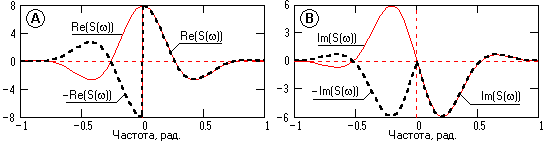 A
8
4
0
−4
−8
Re(S(ω))
Re(S(ω))
−Re(S(ω))
−1
−0.5
0
0.5
1
Частота, рад.
B
6
3
0
−3
−6
Im(S(ω))
−Im(S(ω))
Im(S(ω))
−1
−0.5
0
0.5
1
Частота, рад.